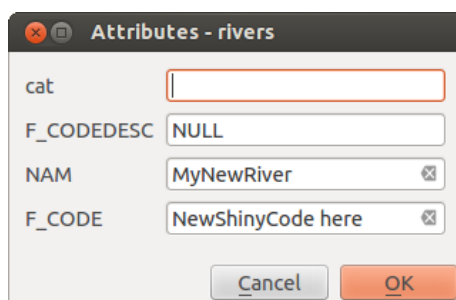 Attributes - rivers
cat
F_CODEDESC NULL
NAM MyNewRiver
F_CODE NewShinyCode here
Cancel OK